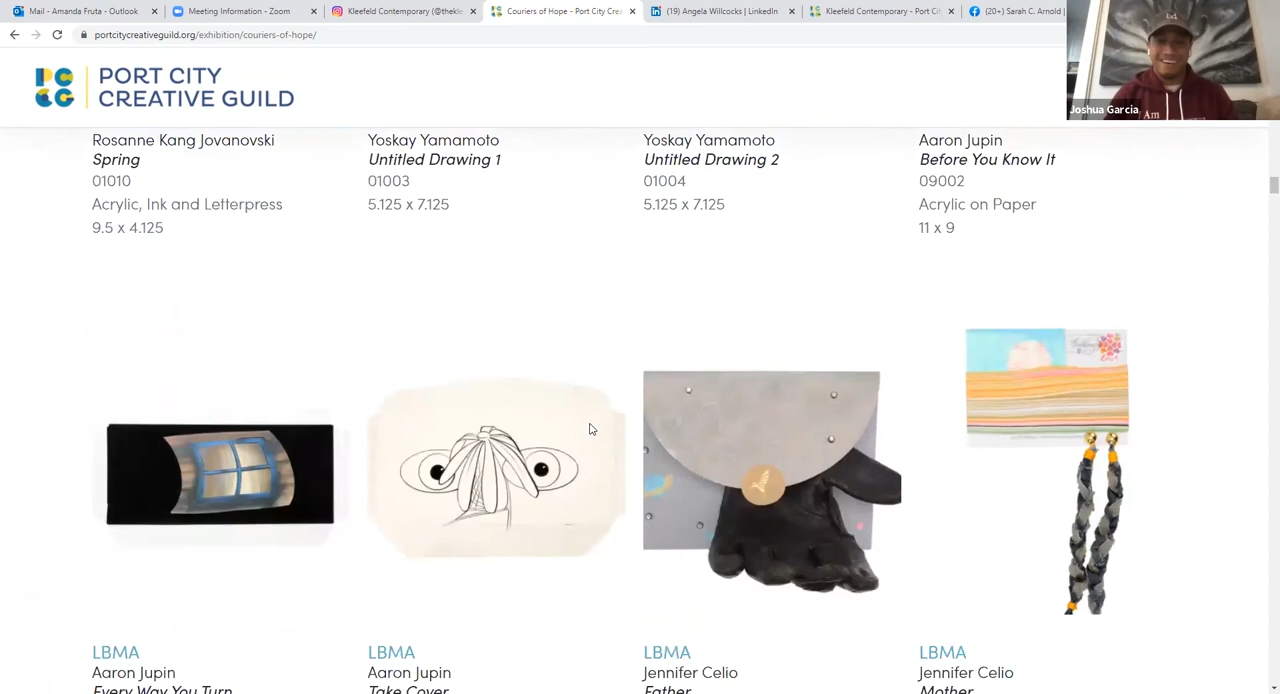 Mail - Amanda Fruta - Outlook
Meeting Information - Zoom
Kleefeld Contemporary (@thekle
Couriers of Hope - Port City Crea
(19) Angela Willcocks | LinkedIn
Kleefeld Contemporary - Port Cit
(20+) Sarah C. Arnold |
portcitycreativeguild.org/exhibition/couriers-of-hope/
PORT CITY
CREATIVE GUILD
Joshua Garcia
Am
Rosanne Kang Jovanovski
Spring
01010
Acrylic, Ink and Letterpress
9.5 x 4.125
Yoskay Yamamoto
Untitled Drawing 1
01003
5.125 x 7.125
Yoskay Yamamoto
Untitled Drawing 2
01004
5.125 x 7.125
Aaron Jupin
Before You Know It
09002
Acrylic on Paper
11 x 9
LBMA
Aaron Jupin
Every Way You Turn
LBMA
Aaron Jupin
Take Cover
LBMA
Jennifer Celio
Father
LBMA
Jennifer Celio
Mother